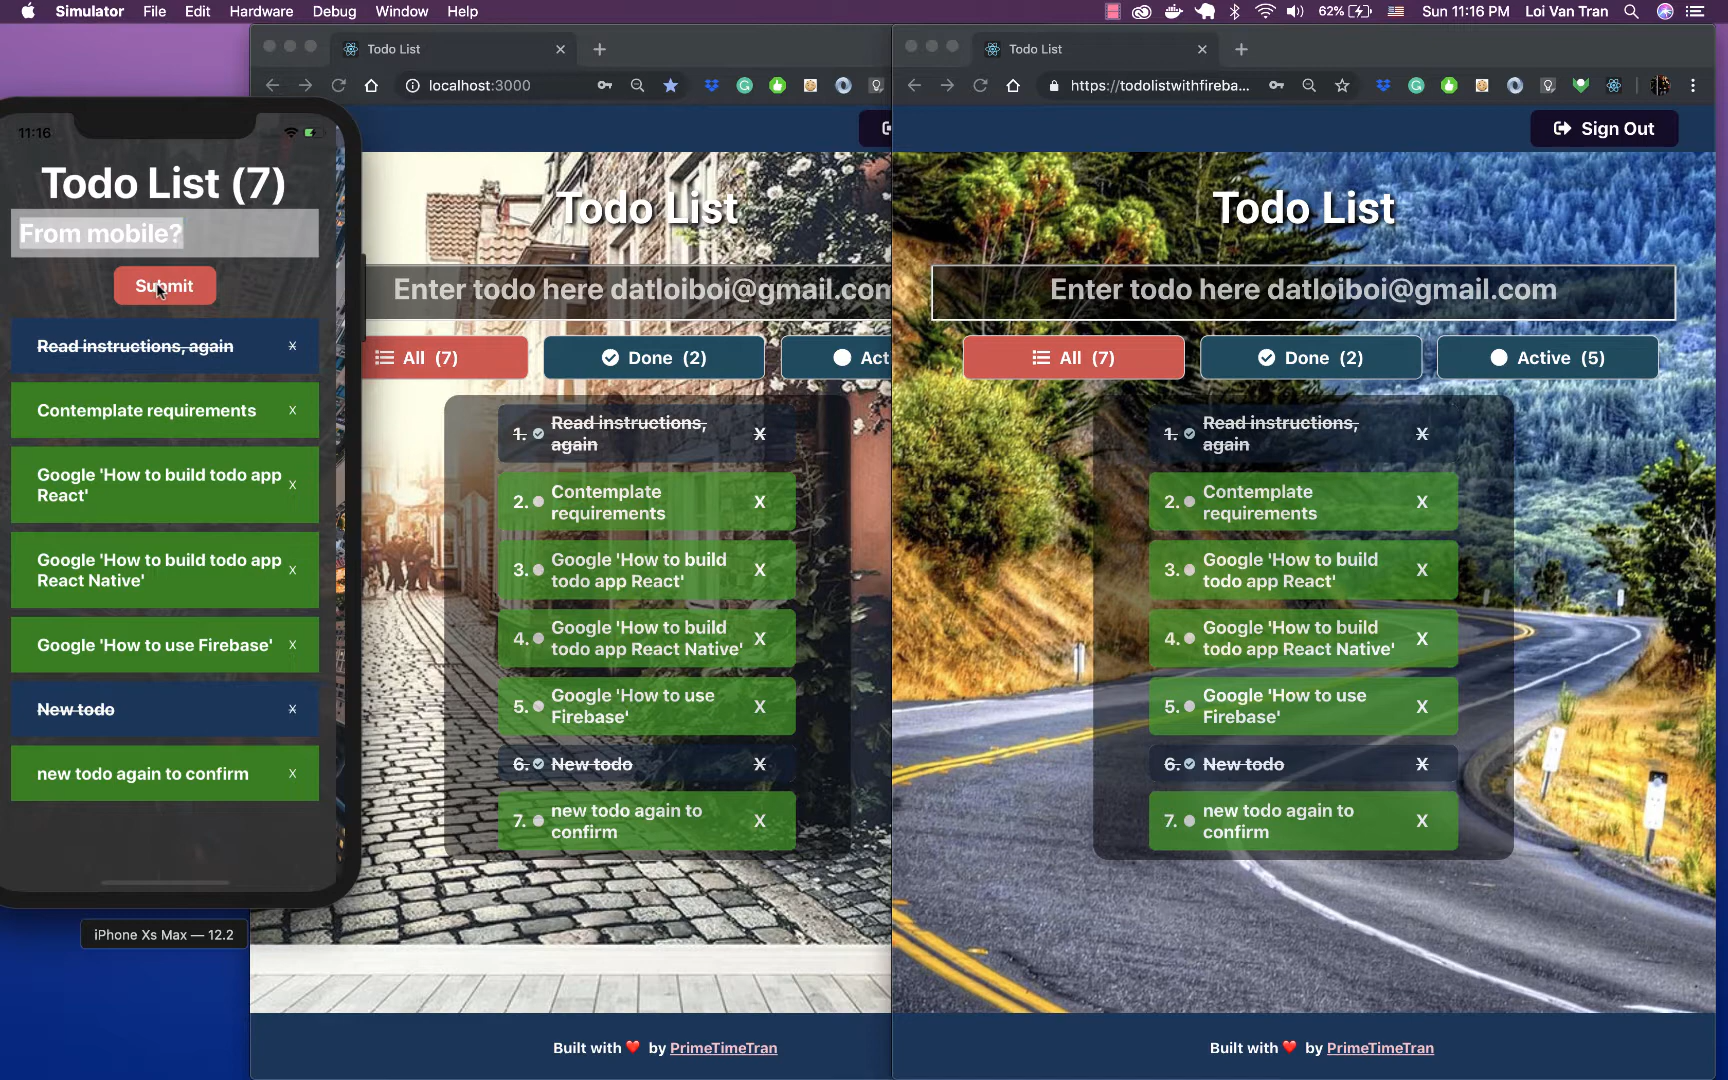 Simulator File Edit Hardware Debug Window Help
62% Sun 11:16 PM Loi Van Tran
11:16
Todo List (7)
From mobile?
Submit
Read instructions, again X
Contemplate requirements X
Google 'How to build todo app
React' X
Google 'How to build todo app
React Native' X
Google 'How to use Firebase' X
New todo X
new todo again to confirm X
iPhone Xs Max — 12.2
Todo List
localhost:3000
Todo List
Enter todo here datloiboi@gmail.com
All (7)
Done (2)
Act
1. Read instructions,
again X
2. Contemplate
requirements X
3. Google 'How to build
todo app React' X
4. Google 'How to build
todo app React Native' X
5. Google 'How to use
Firebase' X
6. New todo X
7. new todo again to
confirm X
Built with ❤️ by PrimeTimeTran
Todo List
https://todolistwithfireba...
Sign Out
Todo List
Enter todo here datloiboi@gmail.com
All (7)
Done (2)
Active (5)
1. Read instructions,
again X
2. Contemplate
requirements X
3. Google 'How to build
todo app React' X
4. Google 'How to build
todo app React Native' X
5. Google 'How to use
Firebase' X
6. New todo X
7. new todo again to
confirm X
Built with ❤️ by PrimeTimeTran